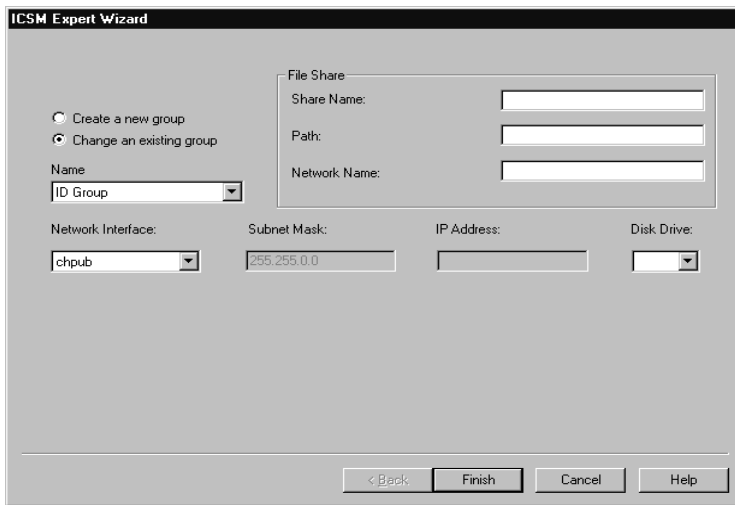 ICSM Expert Wizard
File Share
Share Name:
Create a new group
Change an existing group
Path:
Name
Network Name:
ID Group
Network Interface:
Subnet Mask:
IP Address:
Disk Drive:
chpub
255.255.0.0
< Back
Finish
Cancel
Help